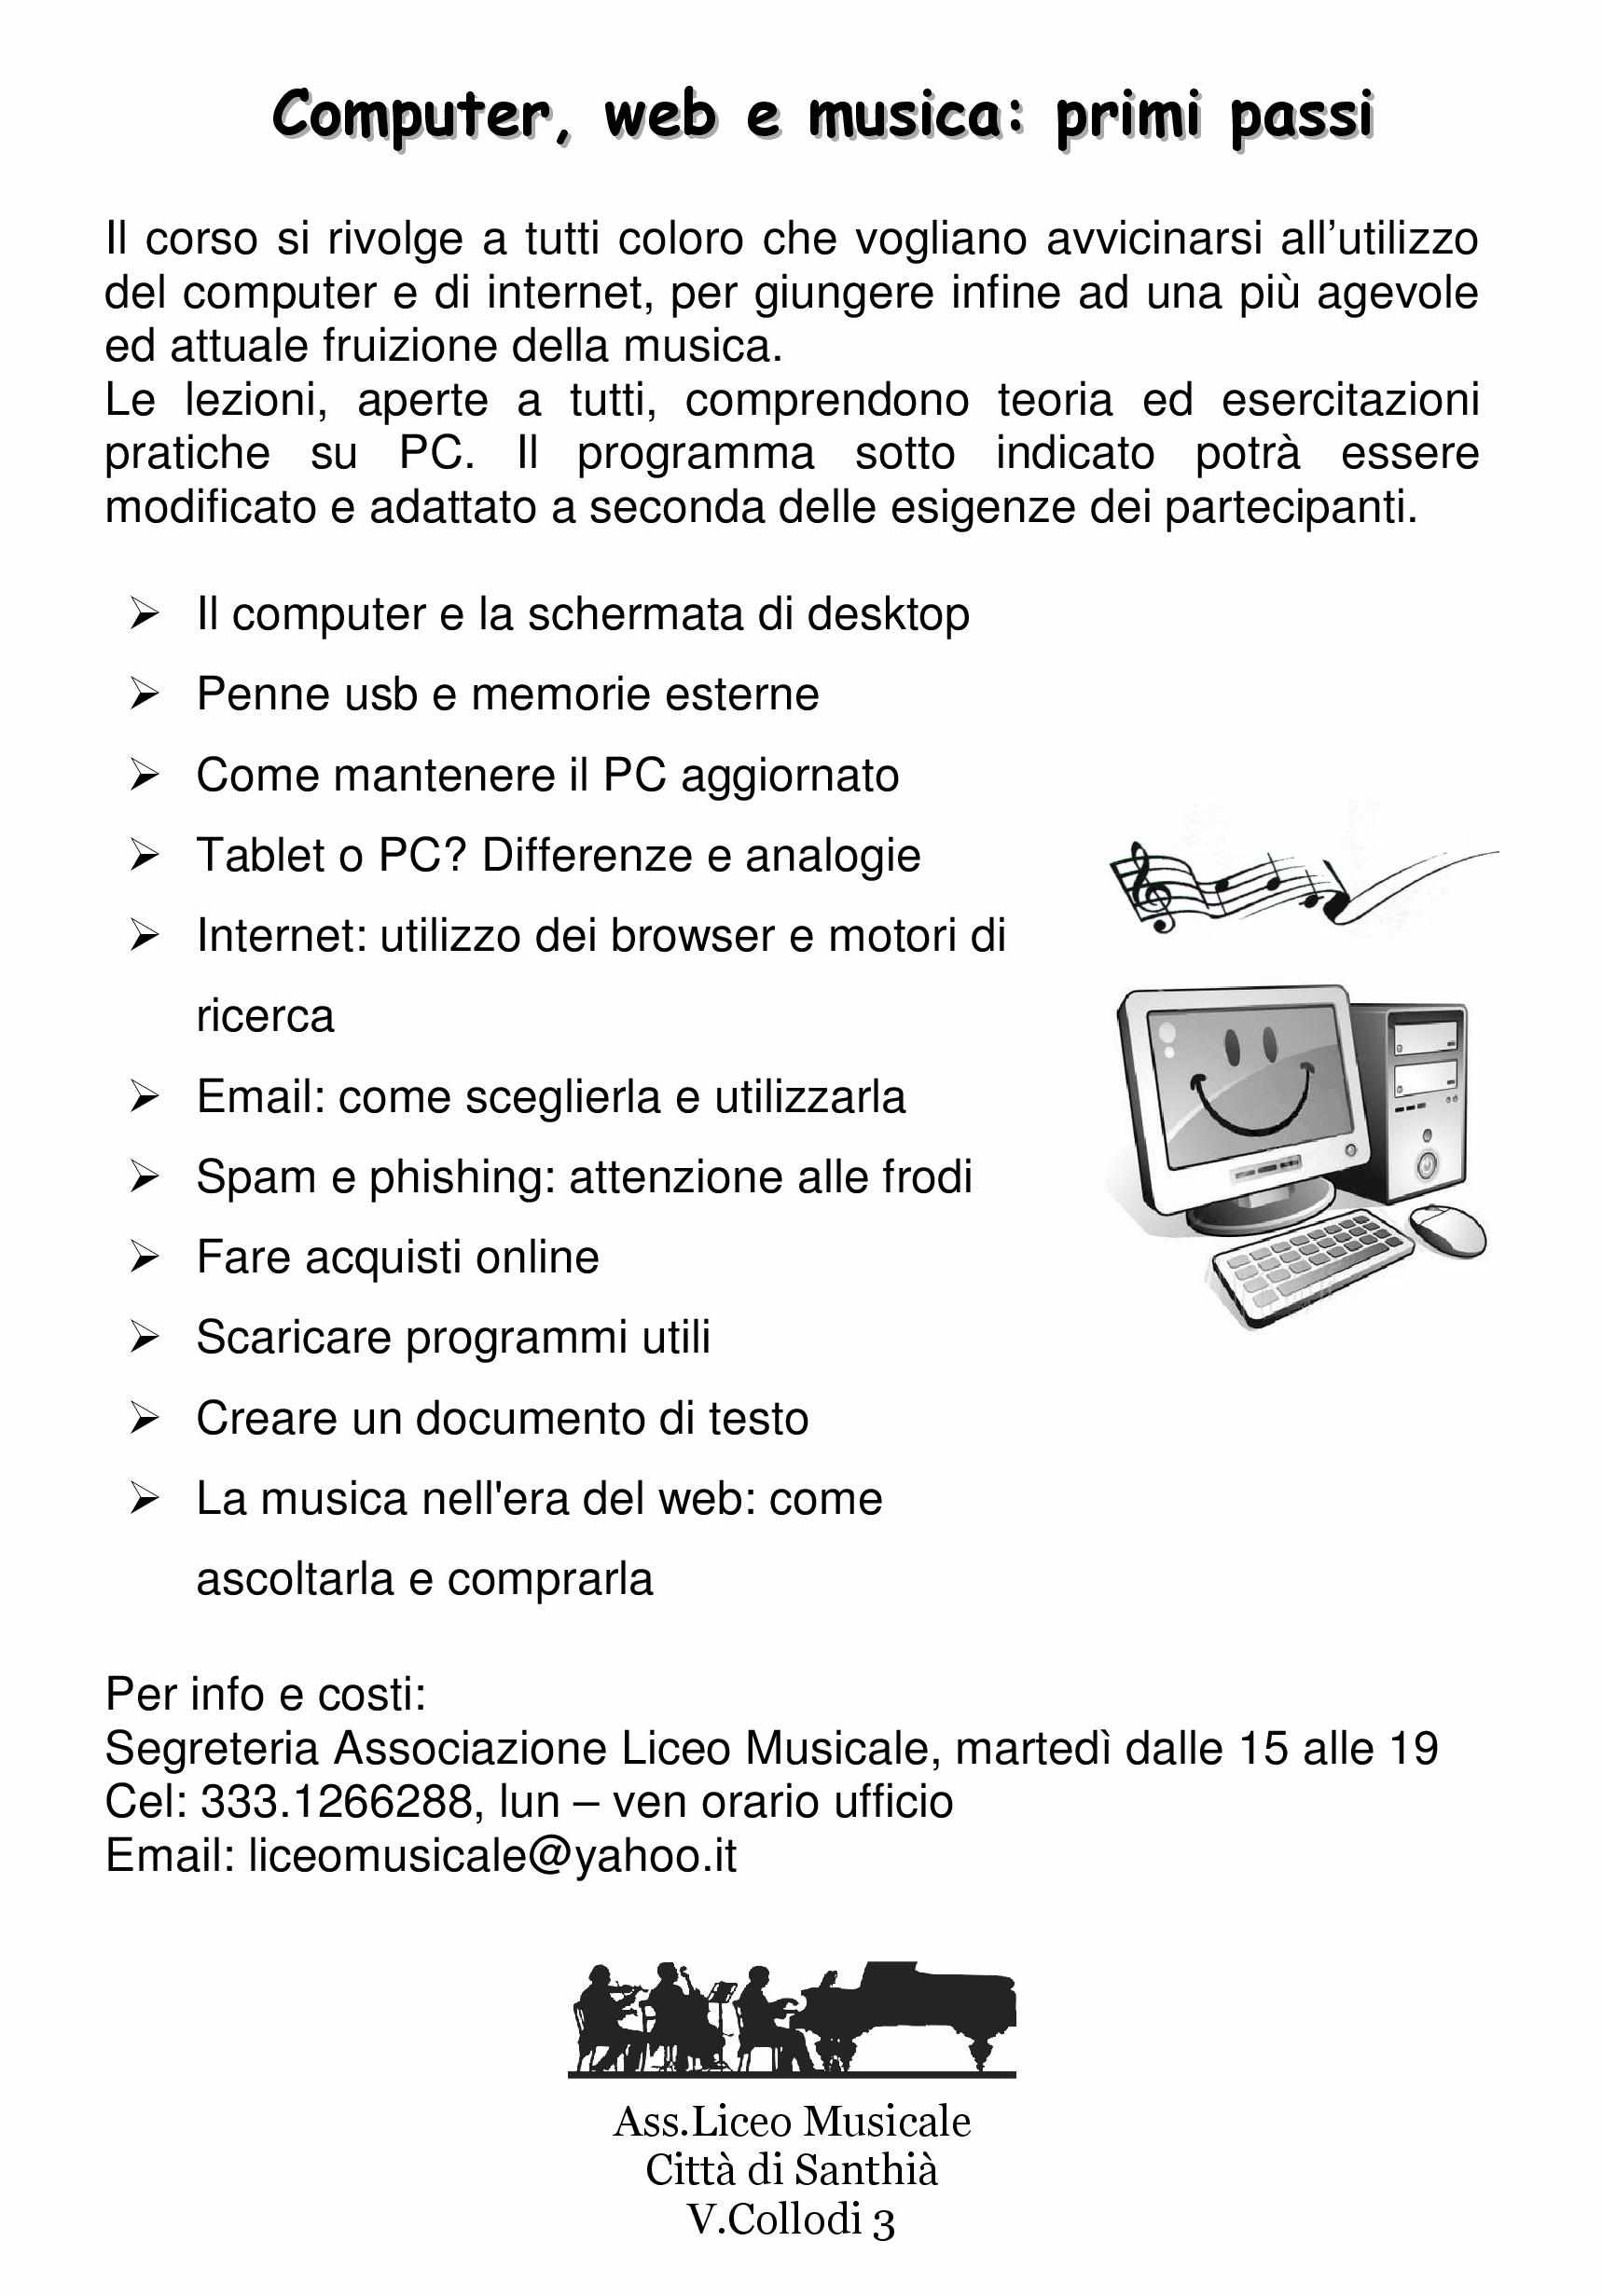 Computer, web e musica: primi passi
Il corso si rivolge a tutti coloro che vogliano avvicinarsi all’utilizzo
del computer e di internet, per giungere infine ad una più agevole
ed attuale fruizione della musica.
Le lezioni, aperte a tutti, comprendono teoria ed esercitazioni
pratiche su PC. Il programma sotto indicato potrà essere
modificato e adattato a seconda delle esigenze dei partecipanti.
➢ Il computer e la schermata di desktop
➢ Penne usb e memorie esterne
➢ Come mantenere il PC aggiornato
➢ Tablet o PC? Differenze e analogie
➢ Internet: utilizzo dei browser e motori di
ricerca
➢ Email: come sceglierla e utilizzarla
➢ Spam e phishing: attenzione alle frodi
➢ Fare acquisti online
➢ Scaricare programmi utili
➢ Creare un documento di testo
➢ La musica nell'era del web: come
ascoltarla e comprarla
Per info e costi:
Segreteria Associazione Liceo Musicale, martedì dalle 15 alle 19
Cel: 333.1266288, lun – ven orario ufficio
Email: liceomusicale@yahoo.it
Ass.Liceo Musicale
Città di Santhià
V.Collodi 3